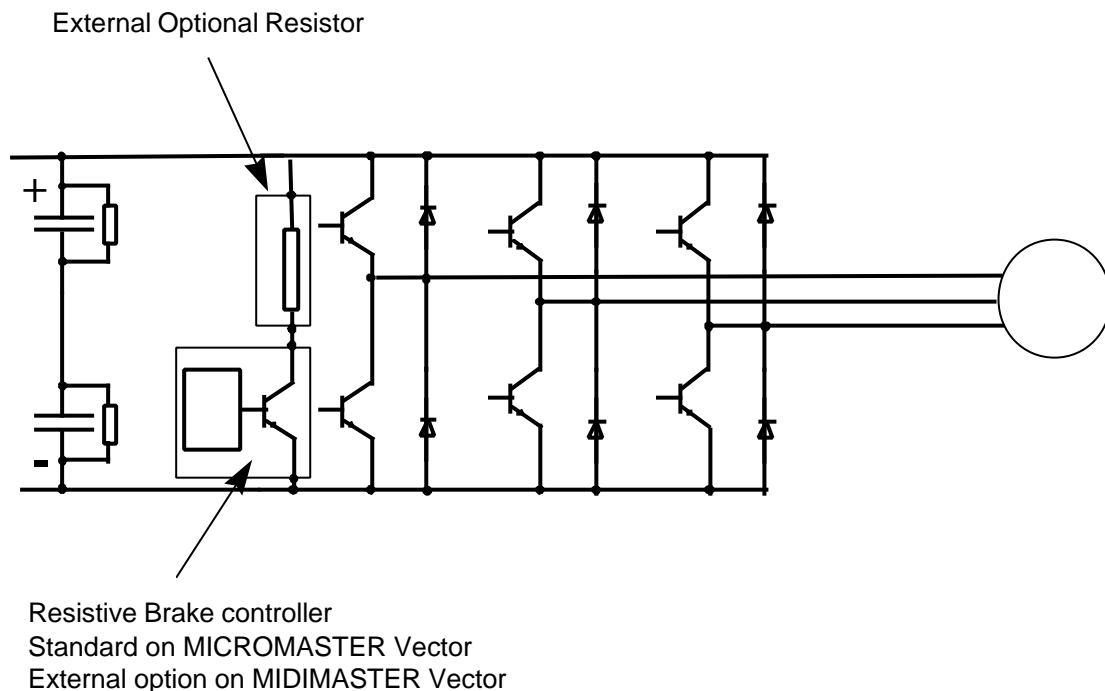 External Optional Resistor
+
-
Resistive Brake controller
Standard on MICROMASTER Vector
External option on MIDIMASTER Vector